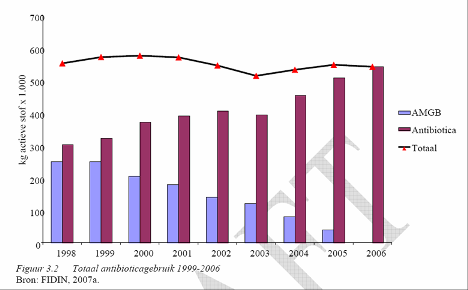 700
600
500
400
300
200
100
0
kg actieve stof x 1.000
1998 1999 2000 2001 2002 2003 2004 2005 2006
AMGB
Antibiotica
Totaal
Figuur 3.2 Totaal antibioticagebruik 1999-2006
Bron: FIDIN, 2007a.